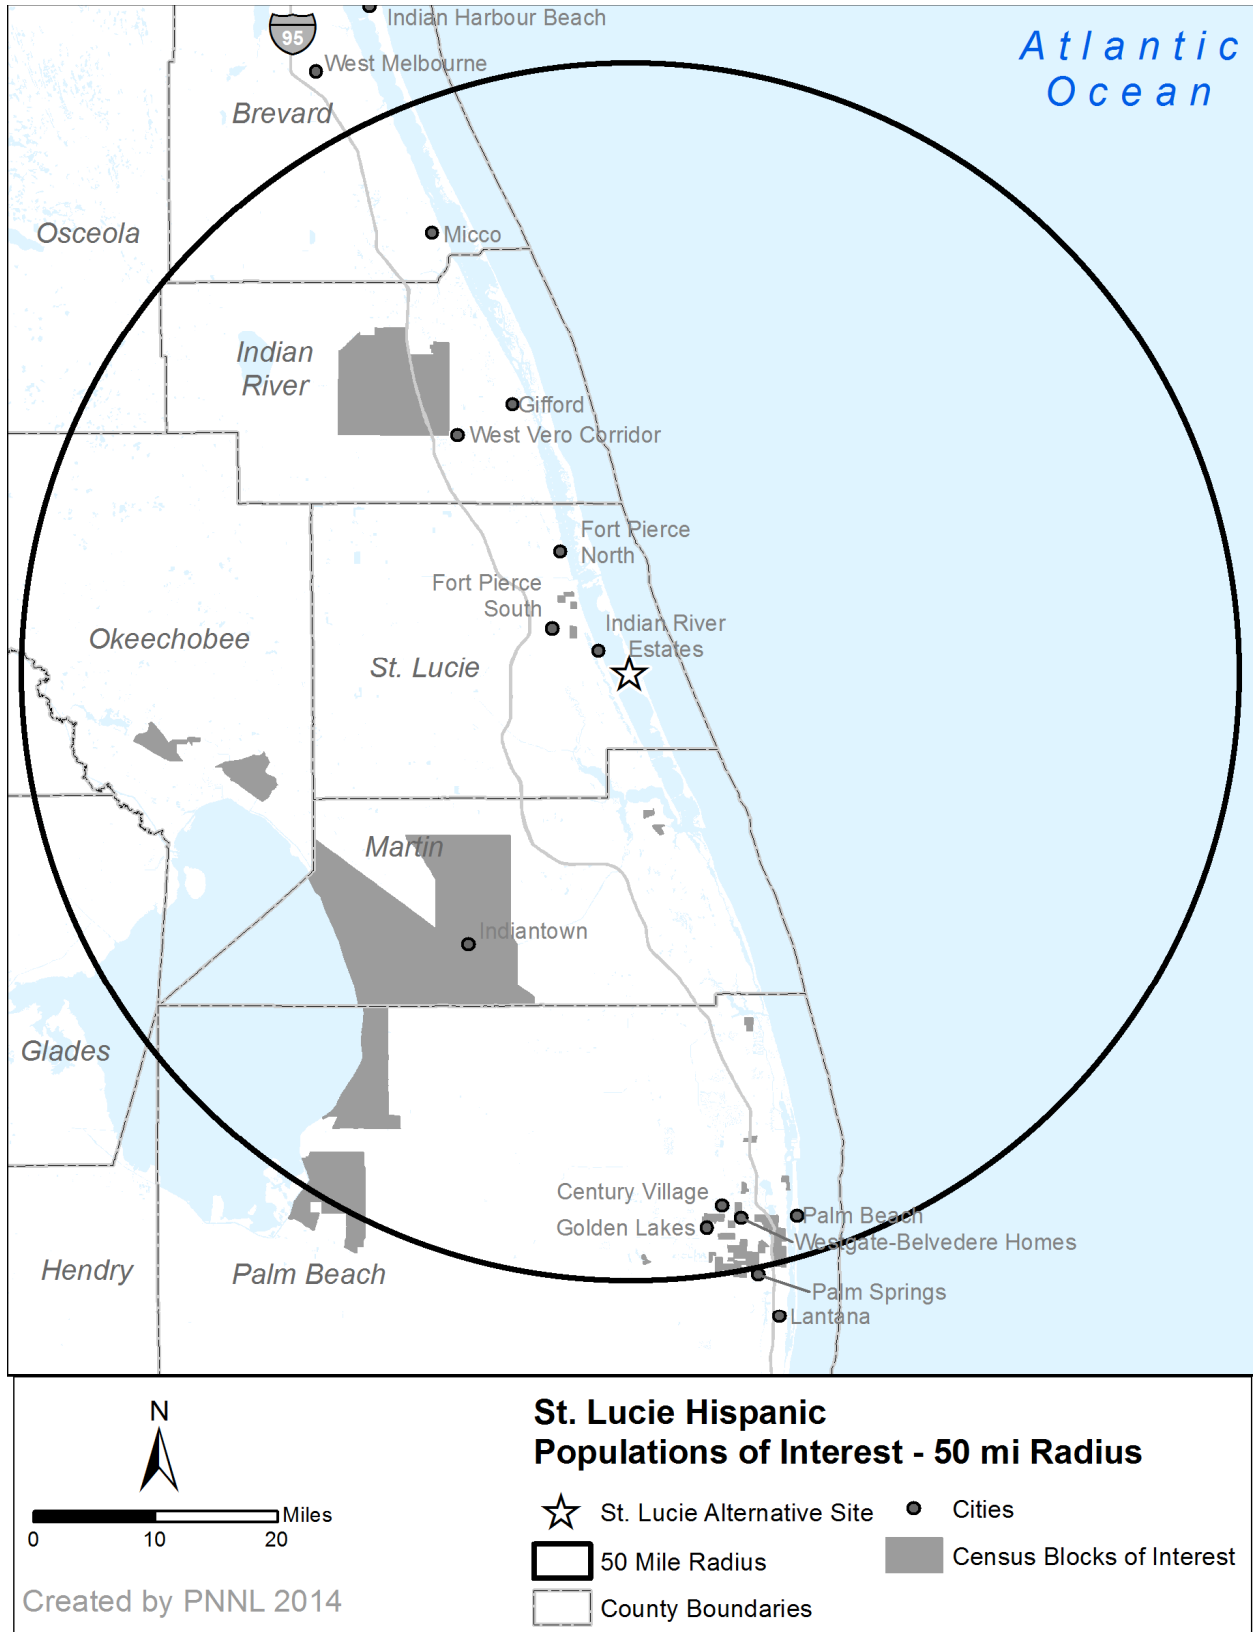 Indian Harbour Beach
95
West Melbourne
Atlantic
Ocean
Brevard
Osceola
Micco
Indian
River
Gifford
West Vero Corridor
Fort Pierce
North
Fort Pierce
South
Indian River
Estates
Okeechobee
St. Lucie
Martin
Indiantown
Glades
Century Village
Palm Beach
Golden Lakes
Westgate-Belvedere Homes
Hendry
Palm Beach
Palm Springs
Lantana
N
Miles
0 10 20
Created by PNNL 2014
St. Lucie Hispanic
Populations of Interest - 50 mi Radius
St. Lucie Alternative Site
Cities
50 Mile Radius
Census Blocks of Interest
County Boundaries